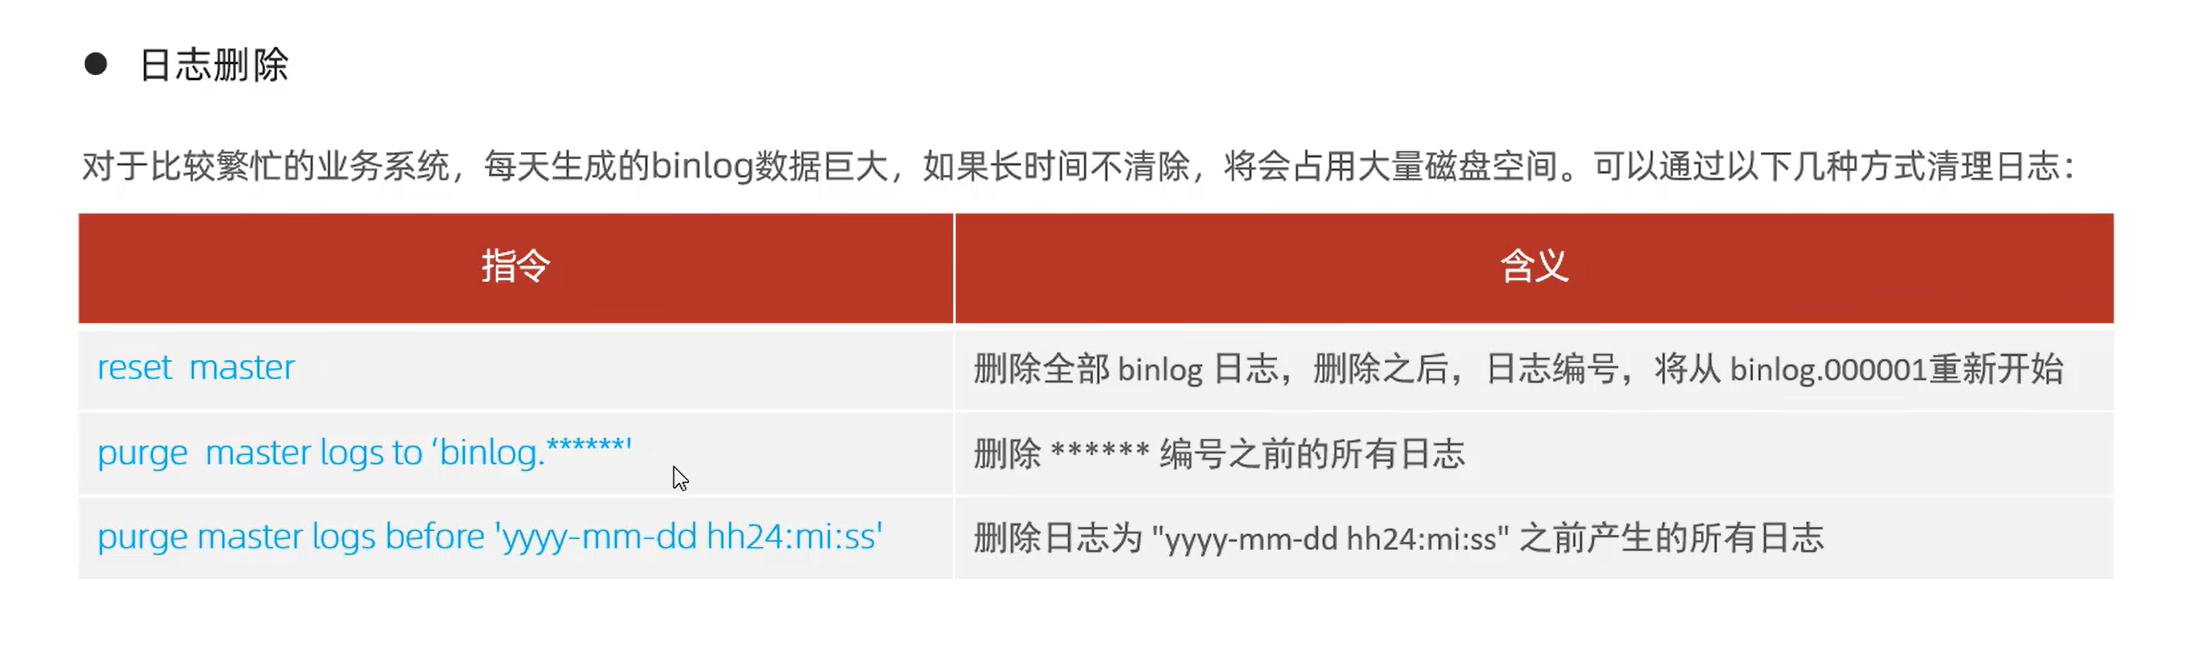 ● 日志删除
对于比较繁忙的业务系统，每天生成的binlog数据巨大，如果长时间不清除，将会占用大量磁盘空间。可以通过以下几种方式清理日志：
指令 含义
reset master 删除全部 binlog 日志，删除之后，日志编号，将从 binlog.000001重新开始
purge master logs to ‘binlog.******' 删除 ****** 编号之前的所有日志
purge master logs before 'yyyy-mm-dd hh24:mi:ss' 删除日志为 "yyyy-mm-dd hh24:mi:ss" 之前产生的所有日志